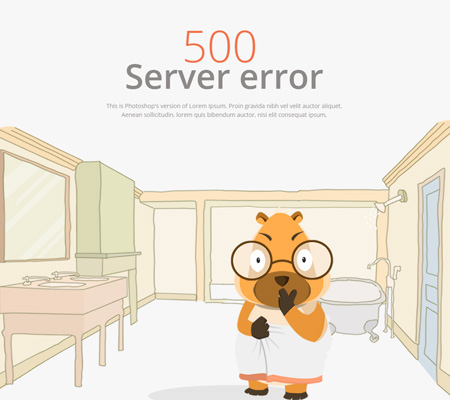 500
Server error
This is Photoshop's version of Lorem Ipsum. Proin gravida nibh vel velit auctor aliquet.
Aenean sollicitudin, lorem quis bibendum auctor, nisi elit consequat ipsum,